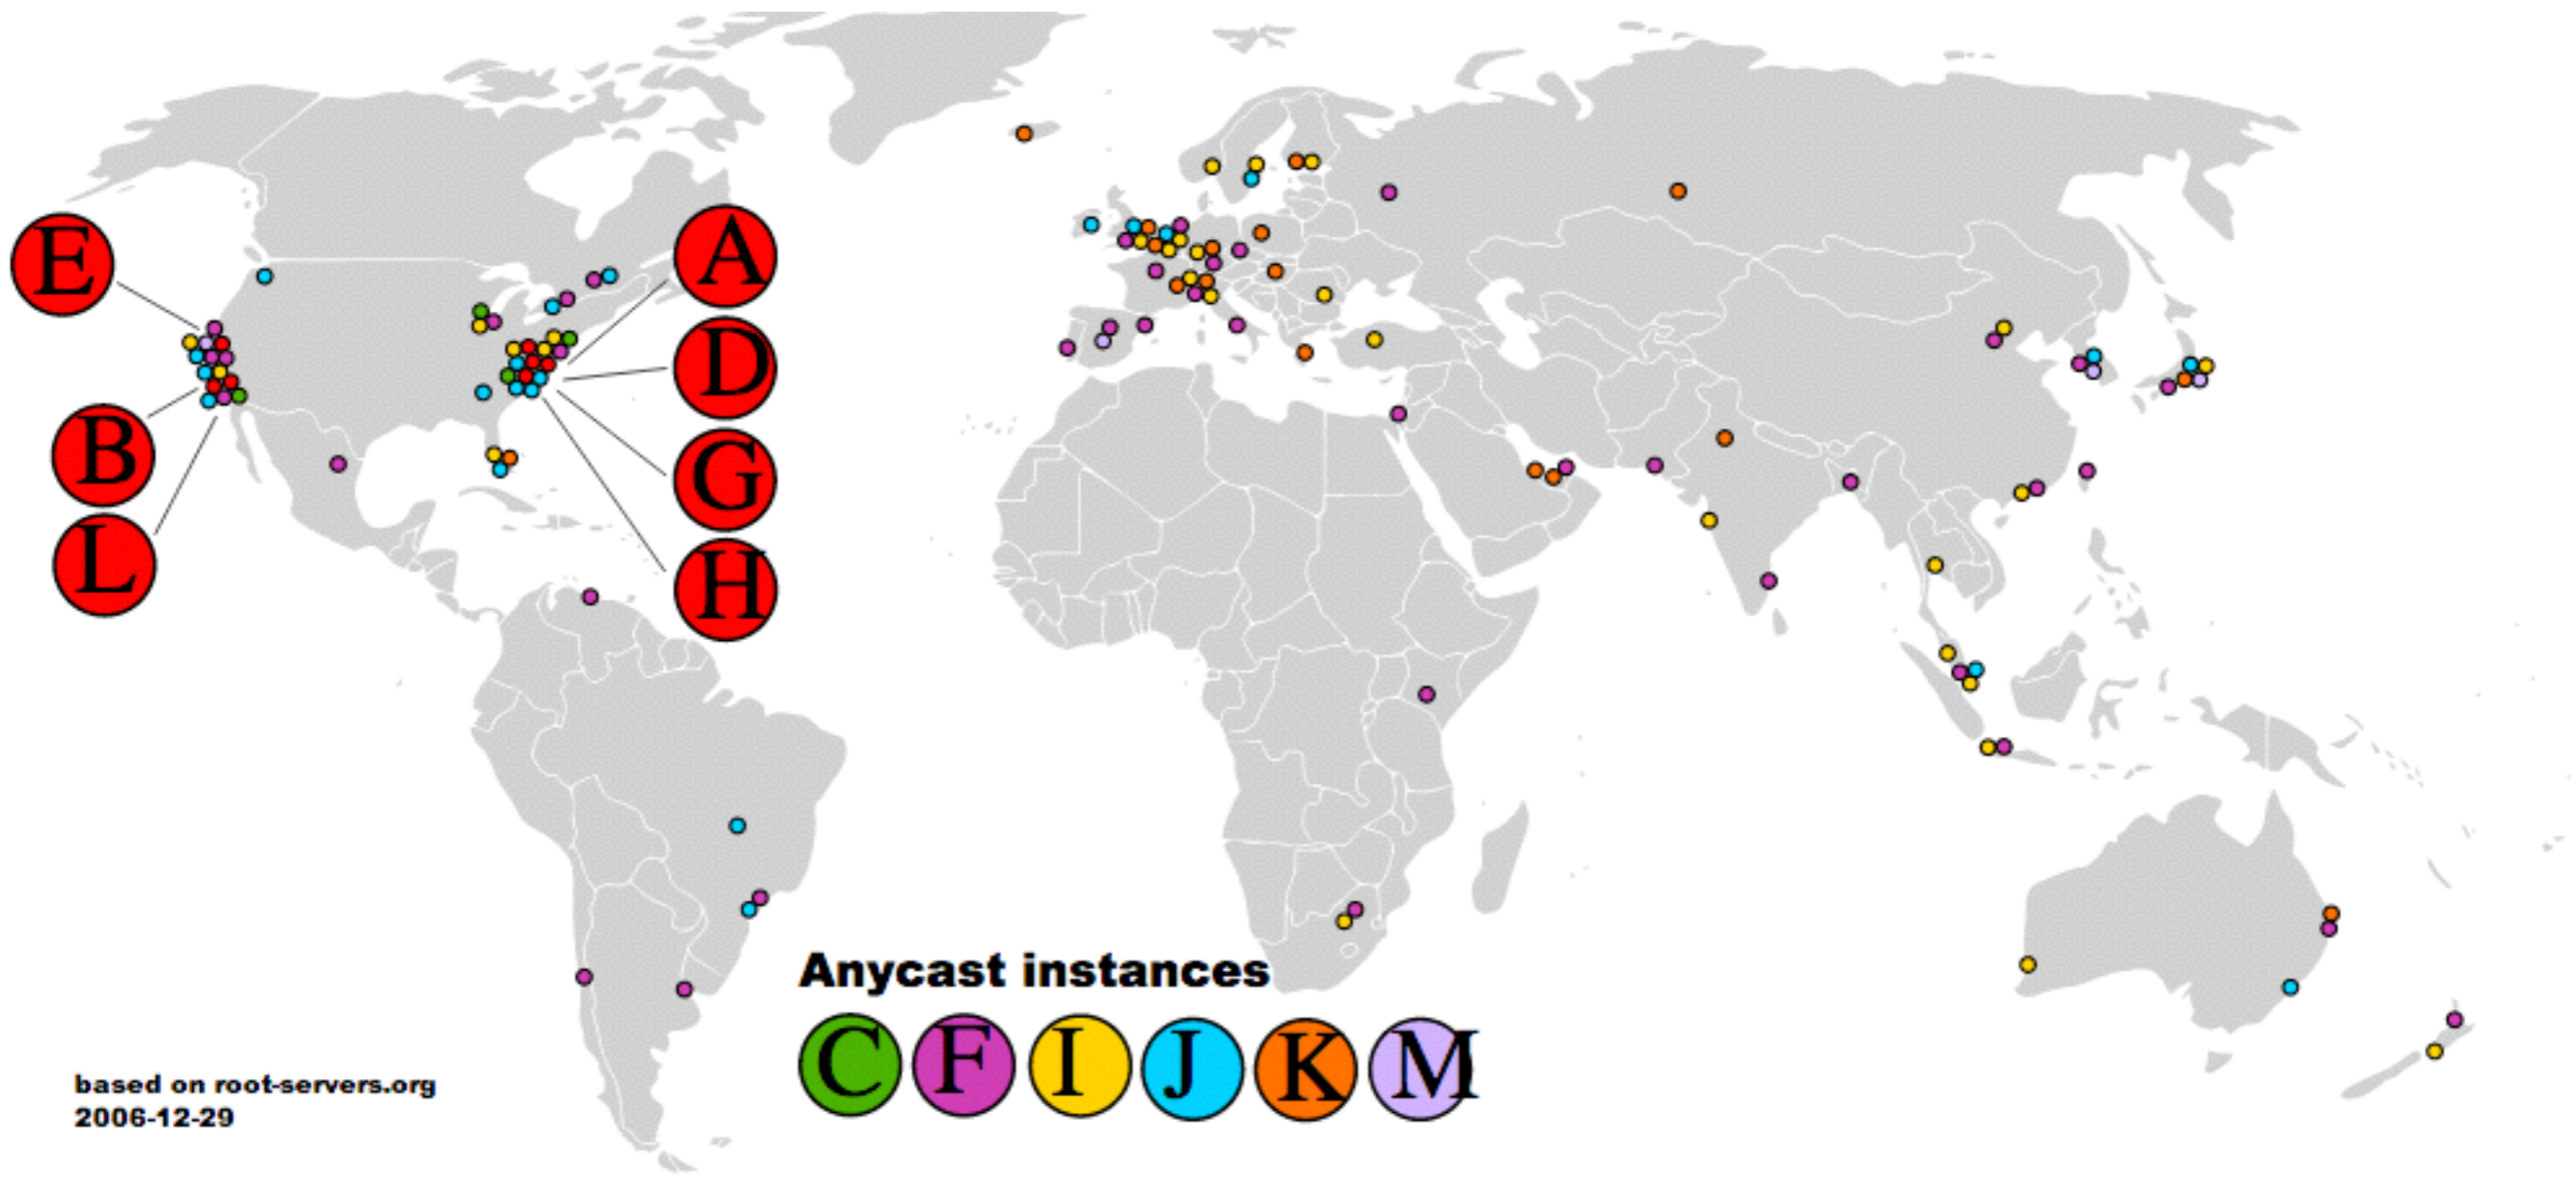 E
A
D
B
G
L
H
Anycast instances
C F I J K M
based on root-servers.org
2006-12-29